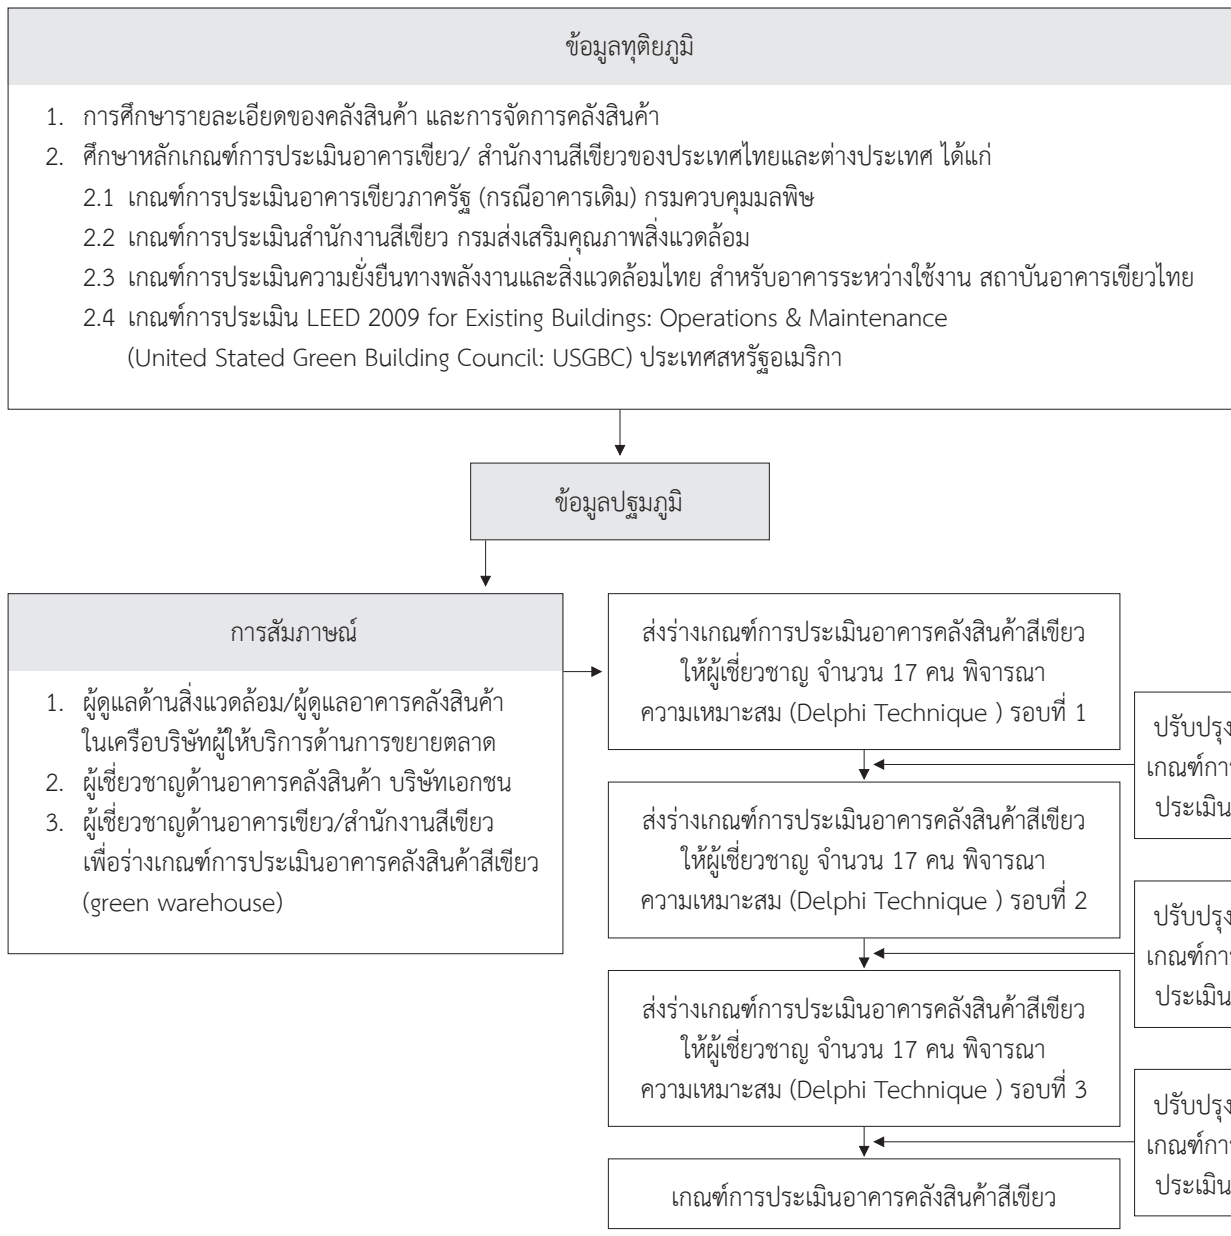 ข้อมูลทุติยภูมิ
1. การศึกษารายละเอียดของคลังสินค้า และการจัดการคลังสินค้า
2. ศึกษาหลักเกณฑ์การประเมินอาคารเขียว/ สำนักงานสีเขียวของประเทศไทยและต่างประเทศ ได้แก่
2.1 เกณฑ์การประเมินอาคารเขียวภาครัฐ (กรณีอาคารเดิม) กรมควบคุมมลพิษ
2.2 เกณฑ์การประเมินสำนักงานสีเขียว กรมส่งเสริมคุณภาพสิ่งแวดล้อม
2.3 เกณฑ์การประเมินความยั่งยืนทางพลังงานและสิ่งแวดล้อมไทย สำหรับอาคารระหว่างใช้งาน สถาบันอาคารเขียวไทย
2.4 เกณฑ์การประเมิน LEED 2009 for Existing Buildings: Operations & Maintenance
(United Stated Green Building Council: USGBC) ประเทศสหรัฐอเมริกา
ข้อมูลปฐมภูมิ
การสัมภาษณ์
1. ผู้ดูแลด้านสิ่งแวดล้อม/ผู้ดูแลอาคารคลังสินค้า
ในเครือบริษัทผู้ให้บริการด้านการขยายตลาด
2. ผู้เชี่ยวชาญด้านอาคารคลังสินค้า บริษัทเอกชน
3. ผู้เชี่ยวชาญด้านอาคารเขียว/สำนักงานสีเขียว
เพื่อร่างเกณฑ์การประเมินอาคารคลังสินค้าสีเขียว
(green warehouse)
ส่งร่างเกณฑ์การประเมินอาคารคลังสินค้าสีเขียว
ให้ผู้เชี่ยวชาญ จำนวน 17 คน พิจารณา
ความเหมาะสม (Delphi Technique ) รอบที่ 1
ปรับปรุง
เกณฑ์การ
ประเมิน
ส่งร่างเกณฑ์การประเมินอาคารคลังสินค้าสีเขียว
ให้ผู้เชี่ยวชาญ จำนวน 17 คน พิจารณา
ความเหมาะสม (Delphi Technique ) รอบที่ 2
ปรับปรุง
เกณฑ์การ
ประเมิน
ส่งร่างเกณฑ์การประเมินอาคารคลังสินค้าสีเขียว
ให้ผู้เชี่ยวชาญ จำนวน 17 คน พิจารณา
ความเหมาะสม (Delphi Technique ) รอบที่ 3
ปรับปรุง
เกณฑ์การ
ประเมิน
เกณฑ์การประเมินอาคารคลังสินค้าสีเขียว